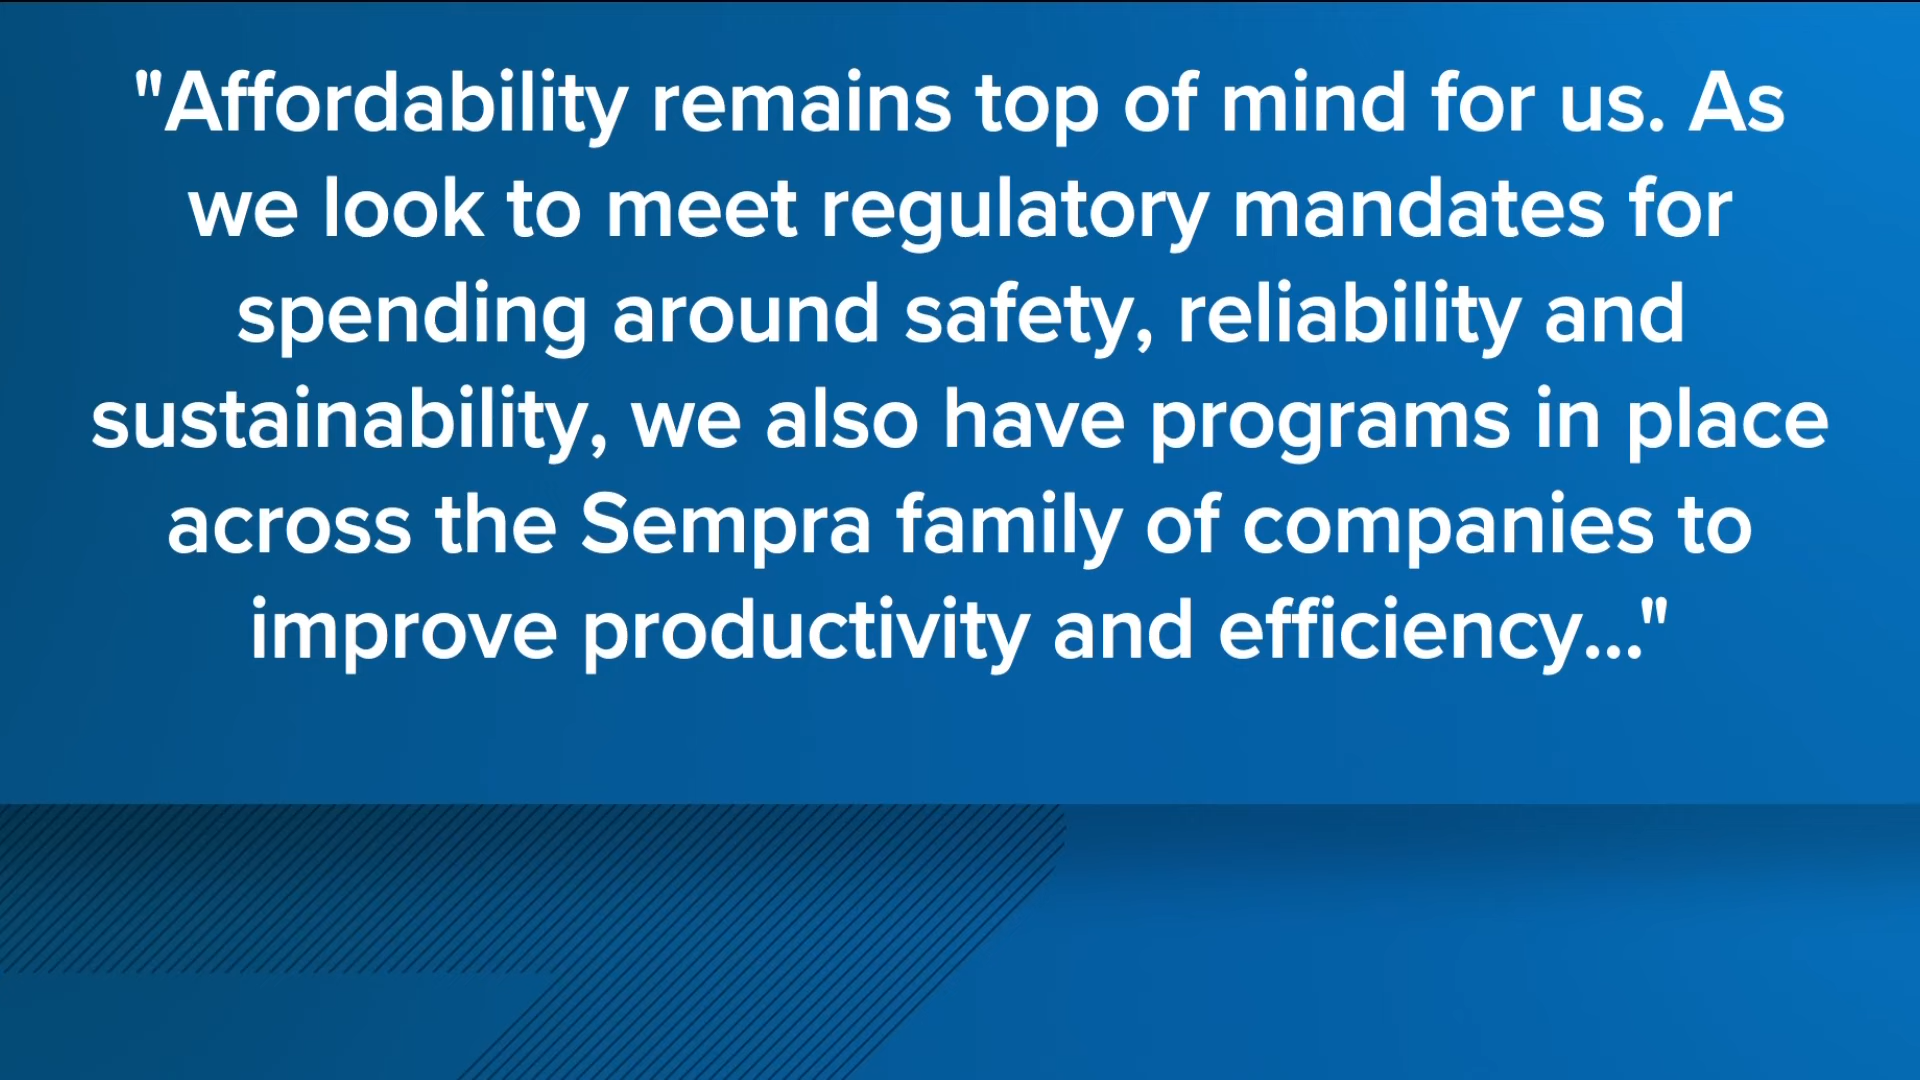 "Affordability remains top of mind for us. As
we look to meet regulatory mandates for
spending around safety, reliability and
sustainability, we also have programs in place
across the Sempra family of companies to
improve productivity and efficiency..."